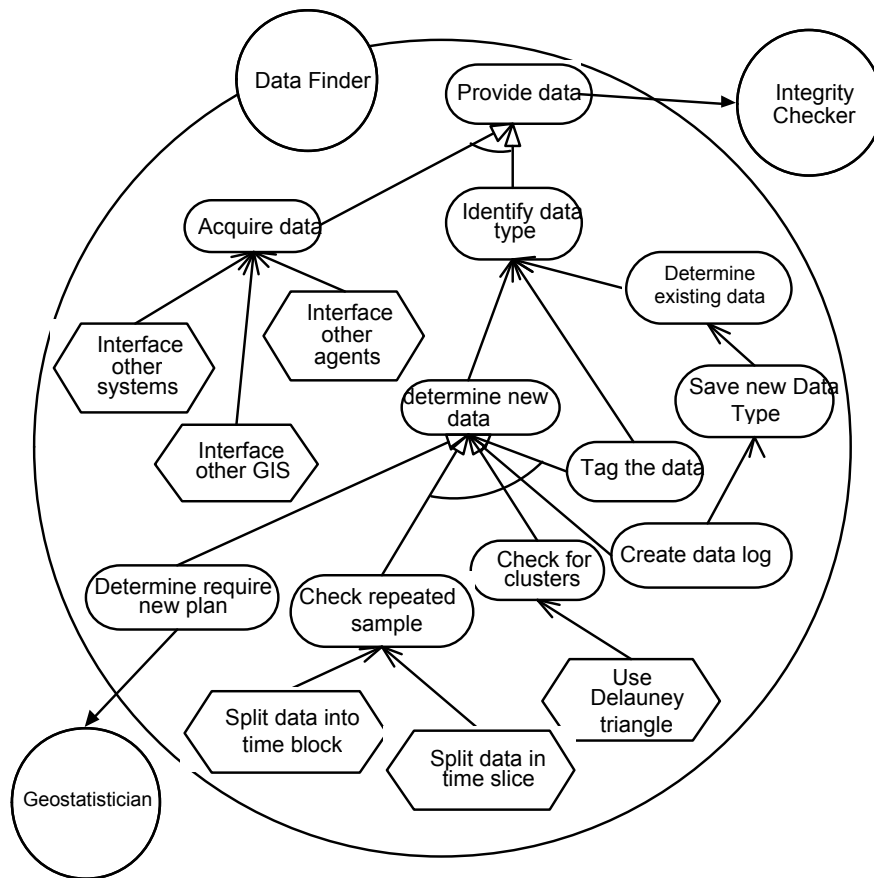 Data Finder
Provide data
Integrity
Checker
Acquire data
Identify data
type
Determine
existing data
Interface
other
systems
Interface
other
agents
determine new
data
Save new Data
Type
Interface
other GIS
Tag the data
Determine require
new plan
Check repeated
sample
Check for
clusters
Create data log
Split data into
time block
Split data in
time slice
Use
Delauney
triangle
Geostatistician